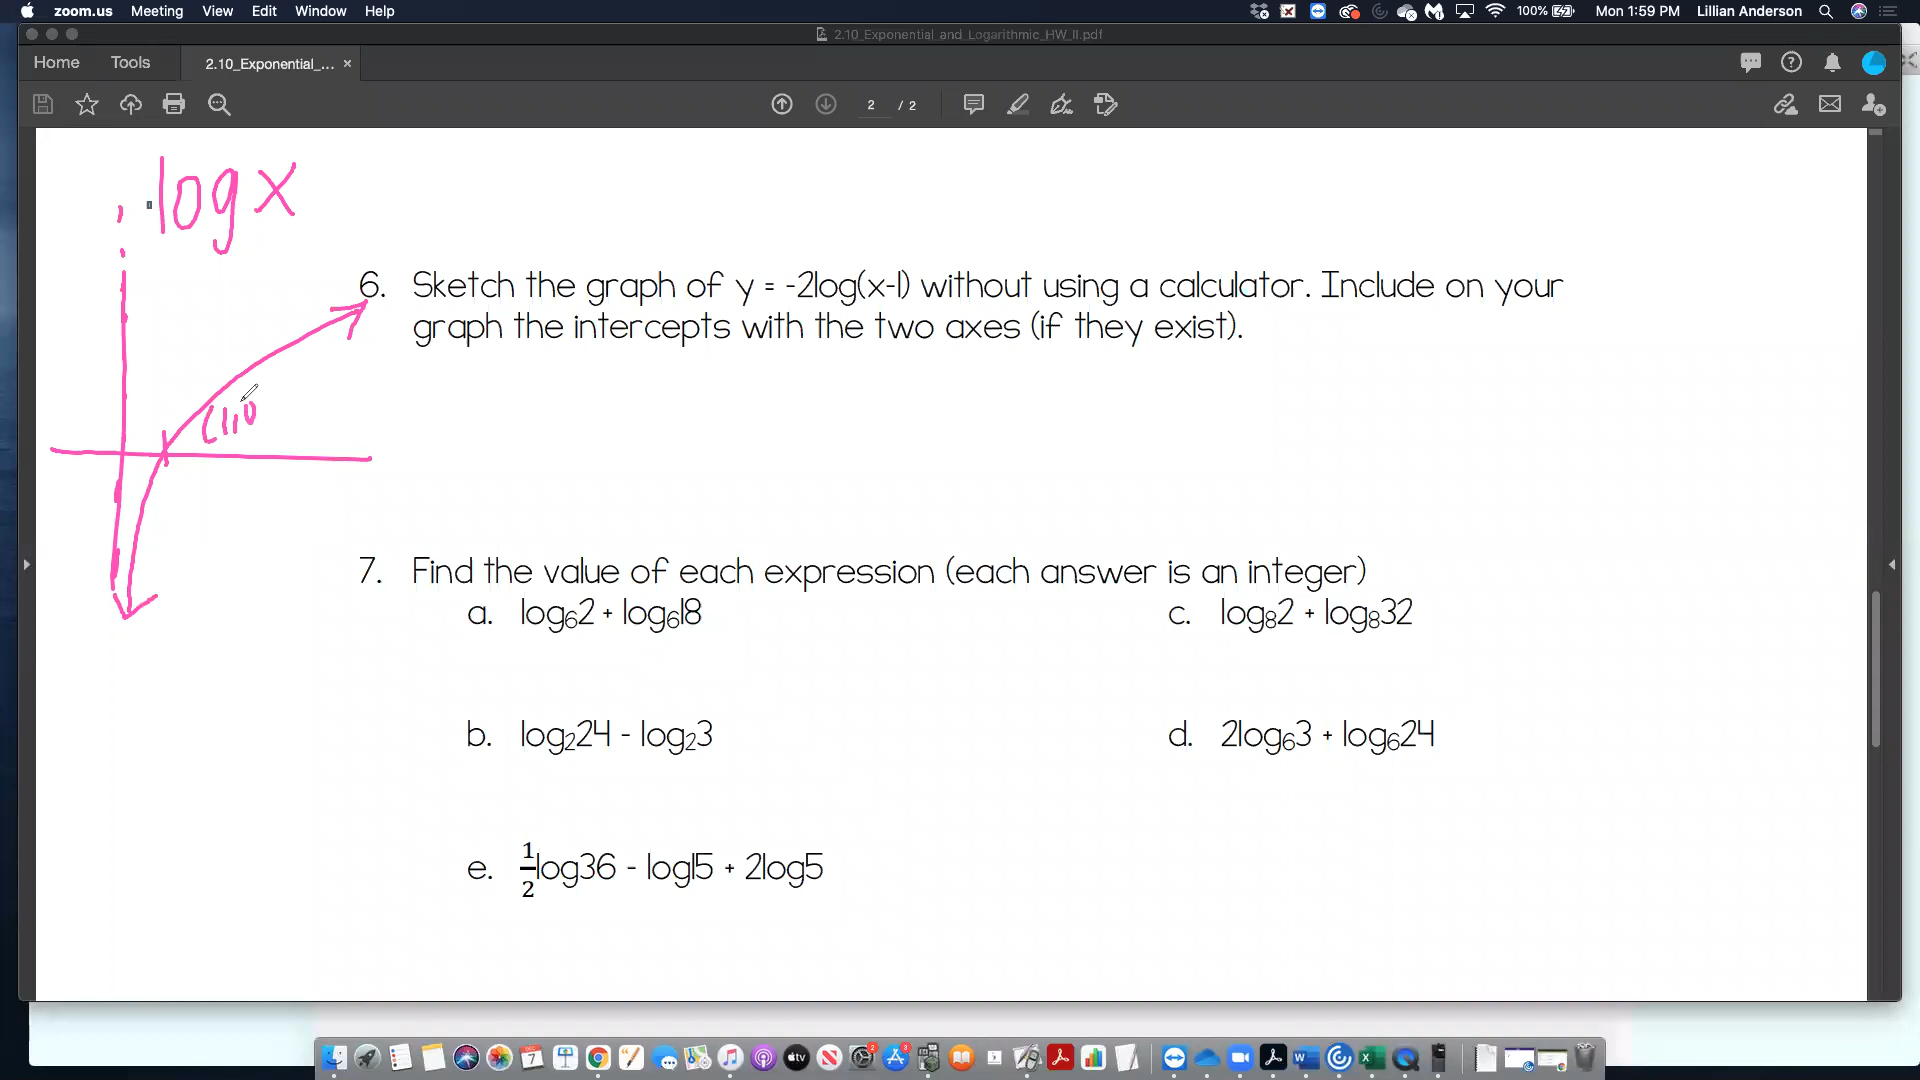 zoom.us Meeting View Edit Window Help 100% Mon 1:59 PM Lillian Anderson
2.10_Exponential_and_Logarithmic_HW_II.pdf
Home Tools 2.10_Exponential_... ×
2 / 2
log x
6. Sketch the graph of y = -2log(x-1) without using a calculator. Include on your
graph the intercepts with the two axes (if they exist).
(1,0
7. Find the value of each expression (each answer is an integer)
a. log₆2 + log₆18
c. log₈2 + log₈32
b. log₂24 - log₂3
d. 2log₆3 + log₆24
e. 1/2log36 - log15 + 2log5